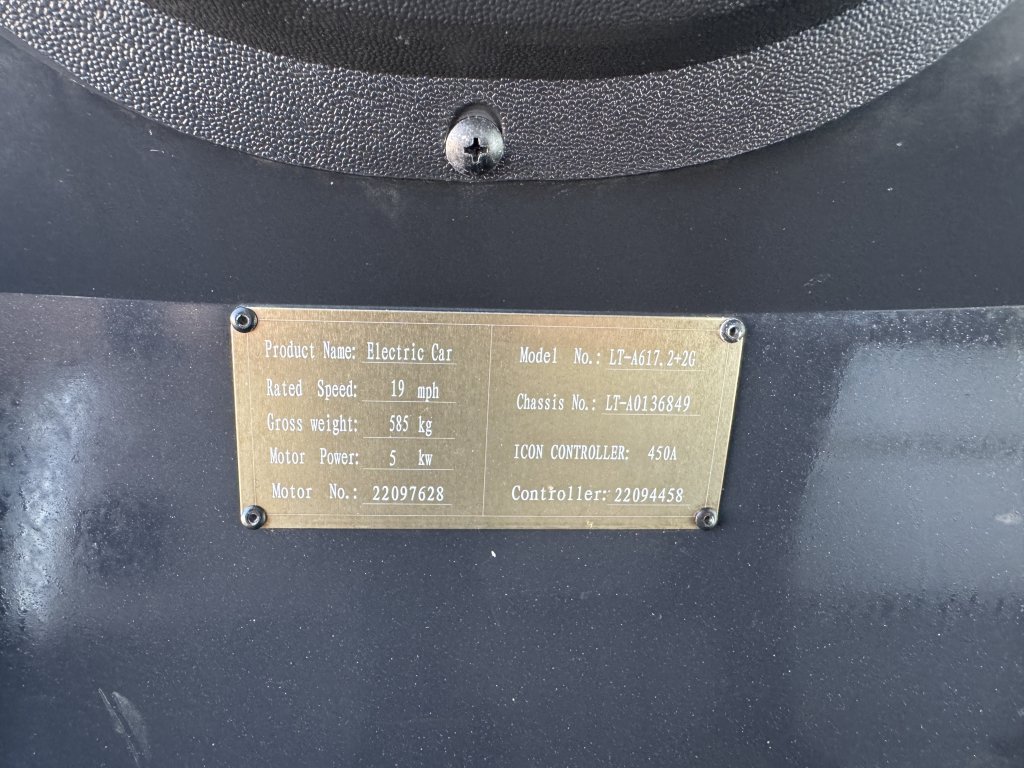 Product Name: Electric Car
Rated Speed: 19 mph
Gross weight: 585 kg
Motor Power: 5 kw
Motor No.: 22097628
Model No.: LT-A617.2+2G
Chassis No.: LT-A0136849
ICON CONTROLLER: 450A
Controller: 22094458